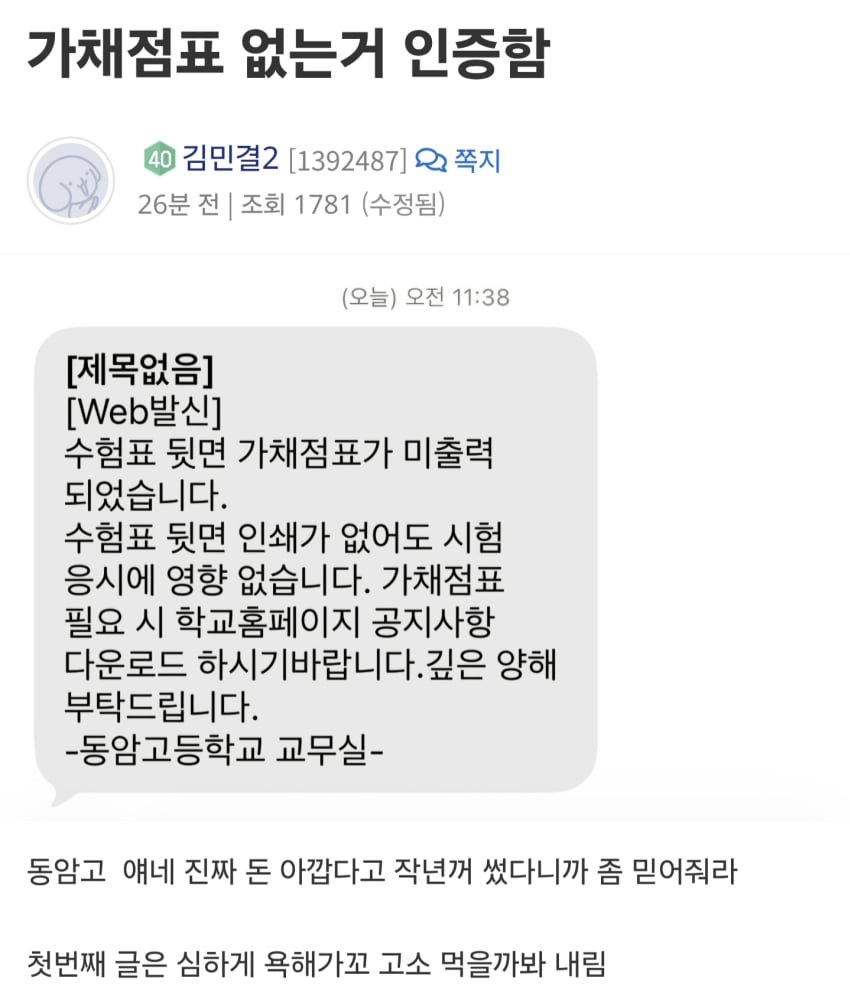 가채점표 없는거 인증함
40 김민결2 [1392487] 쪽지
26분 전 | 조회 1781 (수정됨)
(오늘) 오전 11:38
[제목없음]
[Web발신]
수험표 뒷면 가채점표가 미출력
되었습니다.
수험표 뒷면 인쇄가 없어도 시험
응시에 영향 없습니다. 가채점표
필요 시 학교홈페이지 공지사항
다운로드 하시기바랍니다.깊은 양해
부탁드립니다.
-동암고등학교 교무실-
동암고  얘네 진짜 돈 아깝다고 작년꺼 썼다니까 좀 믿어줘라
첫번째 글은 심하게 욕해가꼬 고소 먹을까봐 내림